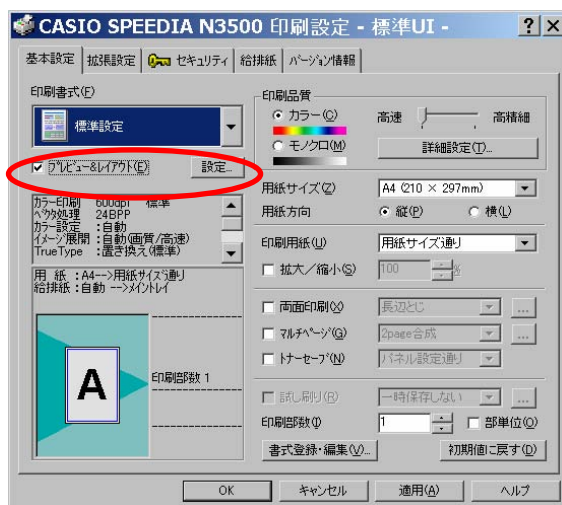 CASIO SPEEDIA N3500 印刷設定 - 標準UI -
基本設定 拡張設定 セキュリティ 給排紙 バージョン情報
印刷書式(F)
標準設定
プレビュー&レイアウト(E) 設定...
カラー印刷 600dpi 標準
ベタ処理 24BPP
カラー設定 :自動
イメージ展開 :自動(画質/高速)
TrueType :置き換え(標準)
用 紙 :A4-->用紙サイズ通り
給排紙:自動 -->メイントレイ
A
印刷部数 1
印刷品質
カラー(C)
モノクロ(M)
高速 高精細
詳細設定(T)...
用紙サイズ(Z) A4 (210 × 297mm)
用紙方向 縦(P) 横(L)
印刷用紙(U) 用紙サイズ通り
拡大/縮小(S) 100 %
両面印刷(X) 長辺とじ ...
マルチページ(G) 2page合成 ...
トナーセーブ(N) パネル設定通り
試し刷り(R) 一時保存しない ...
印刷部数(I) 1 部単位(O)
書式登録・編集(V)... 初期値に戻す(D)
OK キャンセル 適用(A) ヘルプ